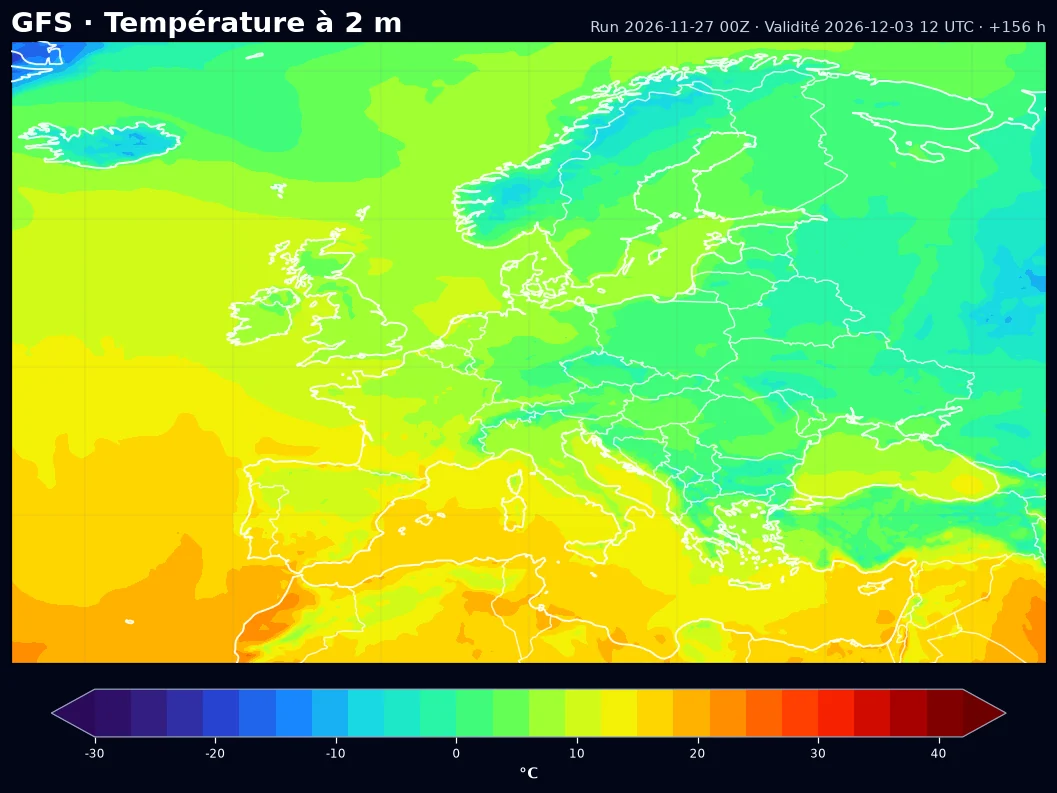 GFS · Température à 2 m
Run 2026-11-27 00Z · Validité 2026-12-03 12 UTC · +156 h
-30 -20 -10 0 10 20 30 40
°C